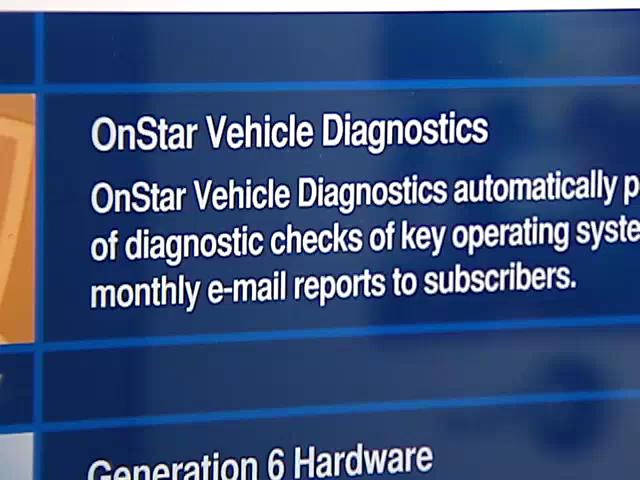 OnStar Vehicle Diagnostics
OnStar Vehicle Diagnostics automatically
of diagnostic checks of key operating
monthly e-mail reports to subscribers.
Generation 6 Hardware